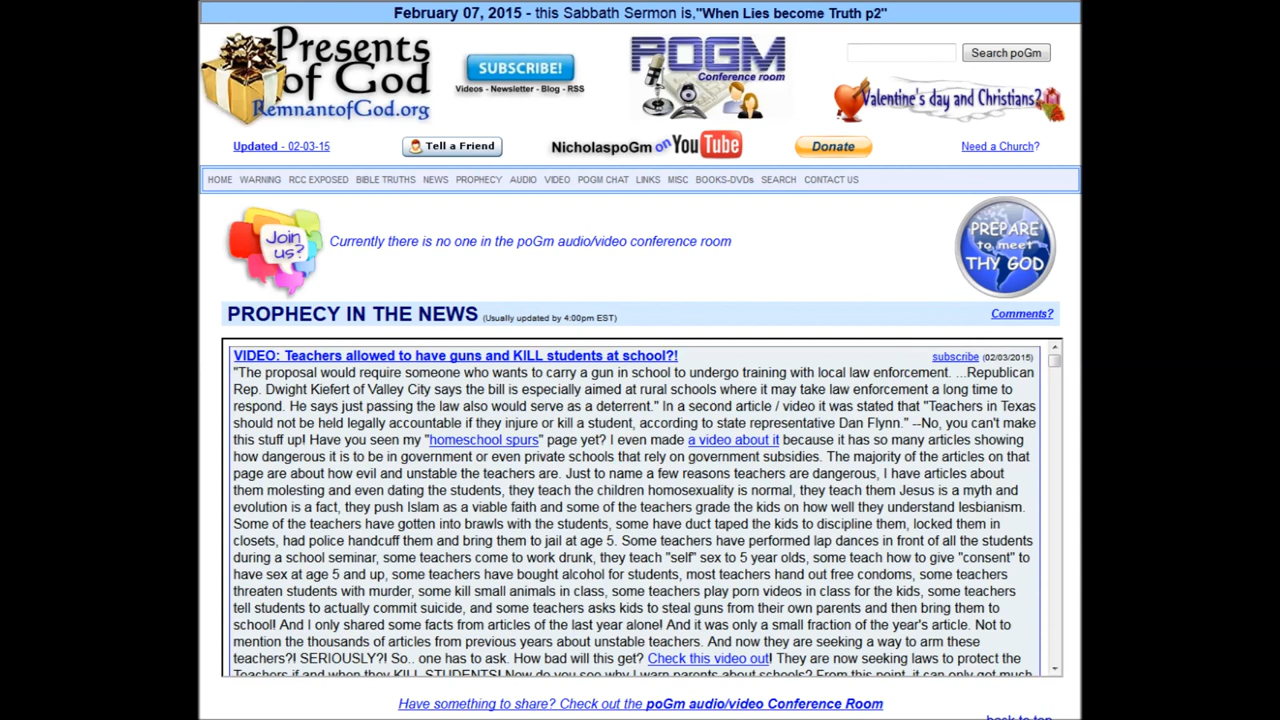 February 07, 2015 - this Sabbath Sermon is,"When Lies become Truth p2"
Presents of God
RemnantofGod.org
SUBSCRIBE!
Videos - Newsletter - Blog - RSS
POGM
Conference room
Search poGm
Valentine's day and Christians?
Updated - 02-03-15
Tell a Friend
NicholaspoGm on YouTube
Donate
Need a Church?
HOME WARNING RCC EXPOSED BIBLE TRUTHS NEWS PROPHECY AUDIO VIDEO POGM CHAT LINKS MISC BOOKS-DVDs SEARCH CONTACT US
Join us?
Currently there is no one in the poGm audio/video conference room
PREPARE
to meet
THY GOD
PROPHECY IN THE NEWS (Usually updated by 4:00pm EST)
Comments?
VIDEO: Teachers allowed to have guns and KILL students at school?!
subscribe (02/03/2015)
"The proposal would require someone who wants to carry a gun in school to undergo training with local law enforcement. ...Republican
Rep. Dwight Kiefert of Valley City says the bill is especially aimed at rural schools where it may take law enforcement a long time to
respond. He says just passing the law also would serve as a deterrent." In a second article / video it was stated that "Teachers in Texas
should not be held legally accountable if they injure or kill a student, according to state representative Dan Flynn." --No, you can't make
this stuff up! Have you seen my "homeschool spurs" page yet? I even made a video about it because it has so many articles showing
how dangerous it is to be in government or even private schools that rely on government subsidies. The majority of the articles on that
page are about how evil and unstable the teachers are. Just to name a few reasons teachers are dangerous, I have articles about
them molesting and even dating the students, they teach the children homosexuality is normal, they teach them Jesus is a myth and
evolution is a fact, they push Islam as a viable faith and some of the teachers grade the kids on how well they understand lesbianism.
Some of the teachers have gotten into brawls with the students, some have duct taped the kids to discipline them, locked them in
closets, had police handcuff them and bring them to jail at age 5. Some teachers have performed lap dances in front of all the students
during a school seminar, some teachers come to work drunk, they teach "self" sex to 5 year olds, some teach how to give "consent" to
have sex at age 5 and up, some teachers have bought alcohol for students, most teachers hand out free condoms, some teachers
threaten students with murder, some kill small animals in class, some teachers play porn videos in class for the kids, some teachers
tell students to actually commit suicide, and some teachers asks kids to steal guns from their own parents and then bring them to
school! And I only shared some facts from articles of the last year alone! And it was only a small fraction of the year's article. Not to
mention the thousands of articles from previous years about unstable teachers. And now they are seeking a way to arm these
teachers?! SERIOUSLY?! So.. one has to ask. How bad will this get? Check this video out! They are now seeking laws to protect the
Teachers if and when they KILL STUDENTS! Now do you see why I warn parents about schools? From this point, it can only get much
Have something to share? Check out the poGm audio/video Conference Room
back to top